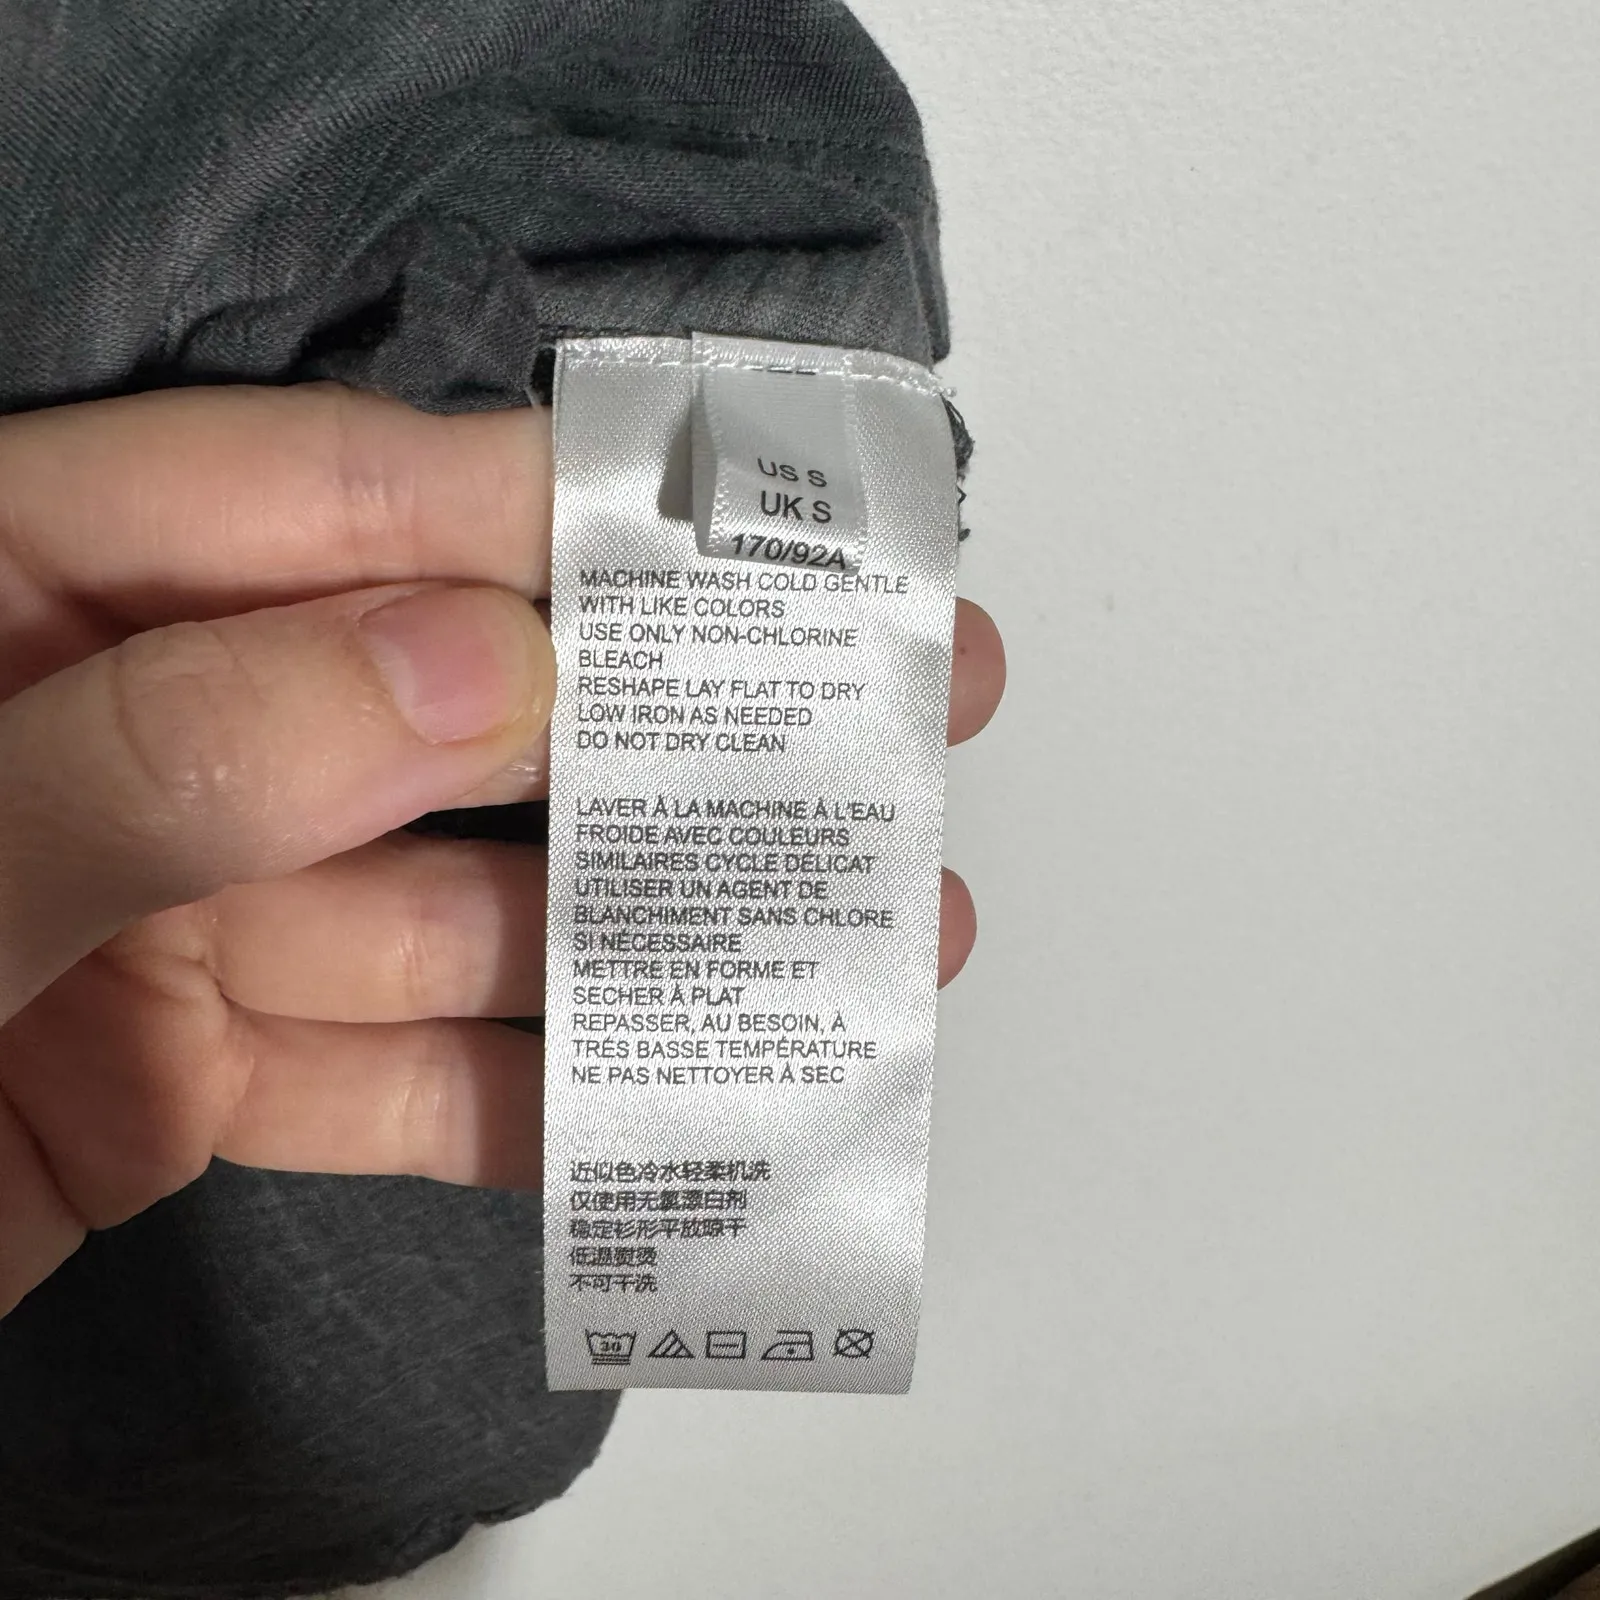 US S
UK S
170/92A
MACHINE WASH COLD GENTLE
WITH LIKE COLORS
USE ONLY NON-CHLORINE
BLEACH
RESHAPE LAY FLAT TO DRY
LOW IRON AS NEEDED
DO NOT DRY CLEAN
LAVER À LA MACHINE À L'EAU
FROIDE AVEC COULEURS
SIMILAIRES CYCLE DÉLICAT
UTILISER UN AGENT DE
BLANCHIMENT SANS CHLORE
SI NÉCESSAIRE
METTRE EN FORME ET
SECHER À PLAT
REPASSER, AU BESOIN, À
TRÉS BASSE TEMPÉRATURE
NE PAS NETTOYER À SEC
近似色冷水轻柔机洗
仅使用无氯漂白剂
稳定衫形平放晾干
低温熨烫
不可干洗
30